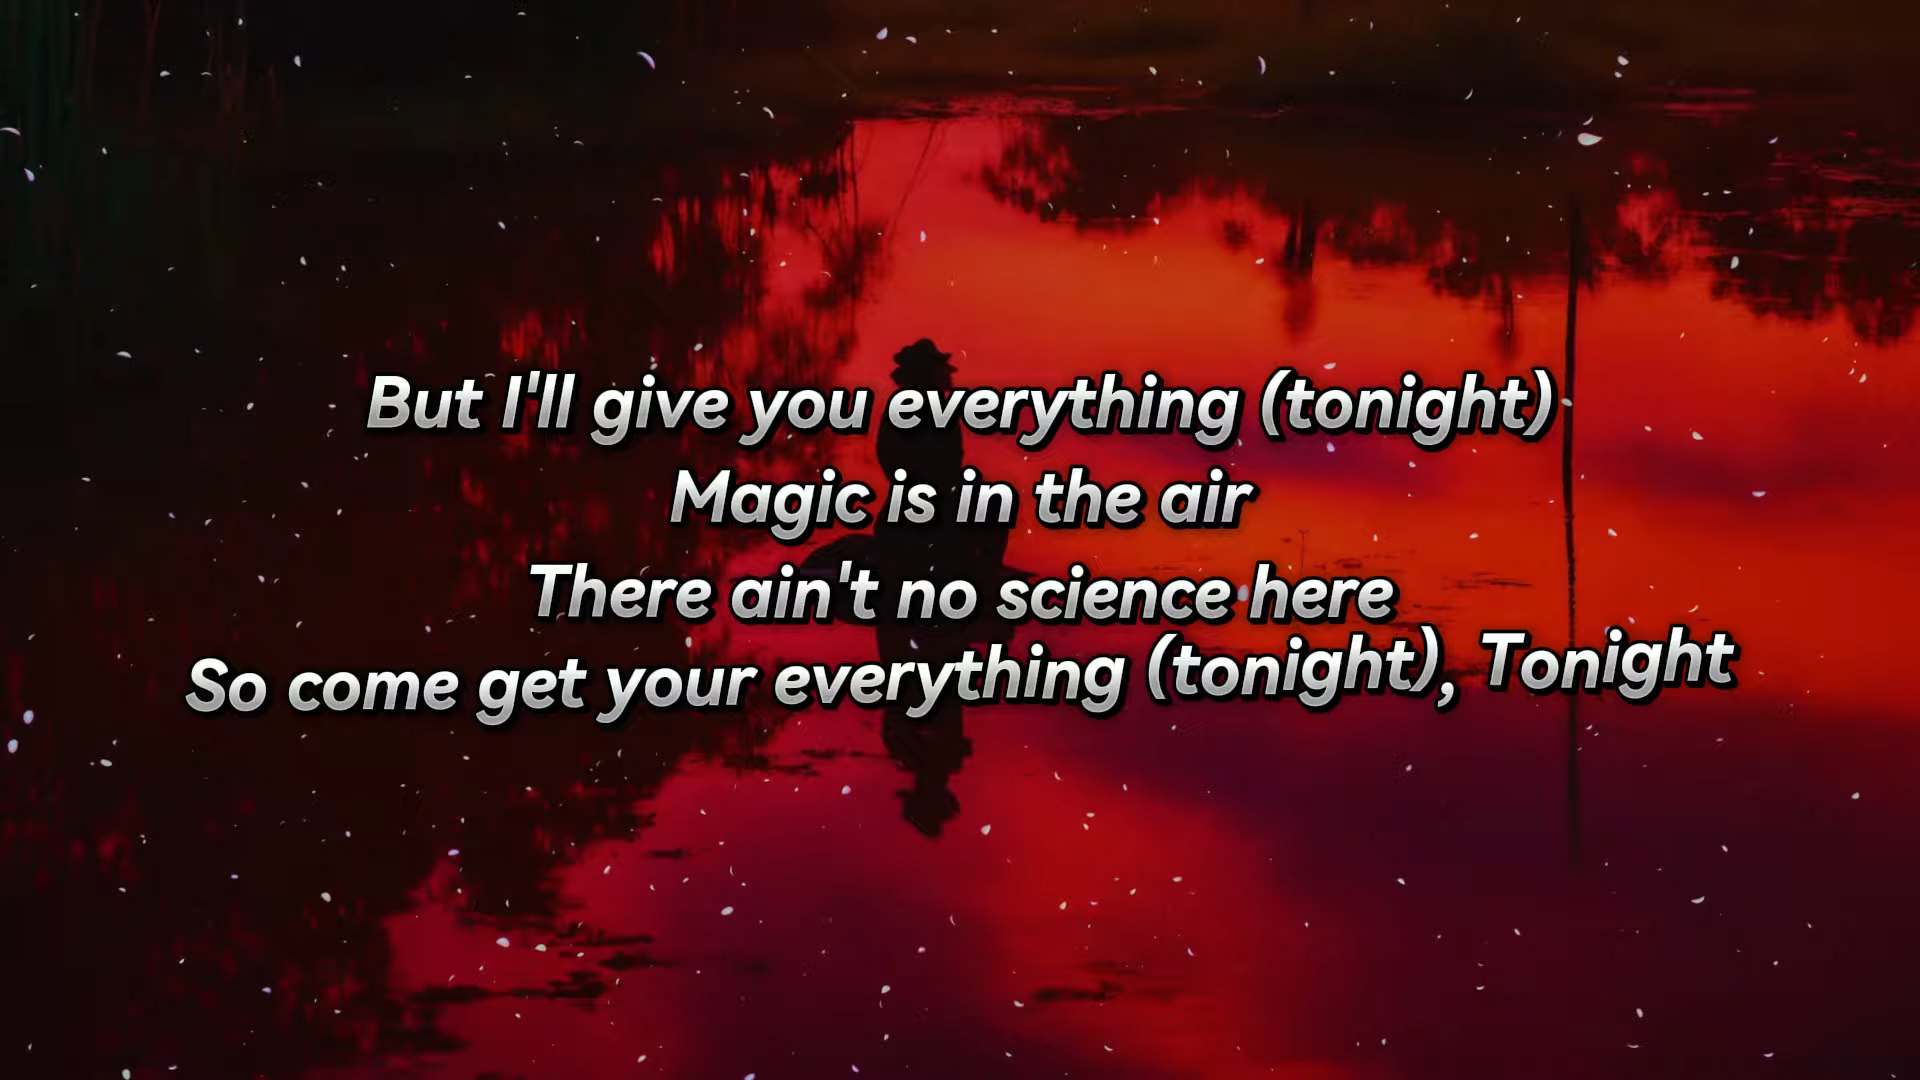 But I'll give you everything (tonight)
Magic is in the air
There ain't no science here
So come get your everything (tonight), Tonight